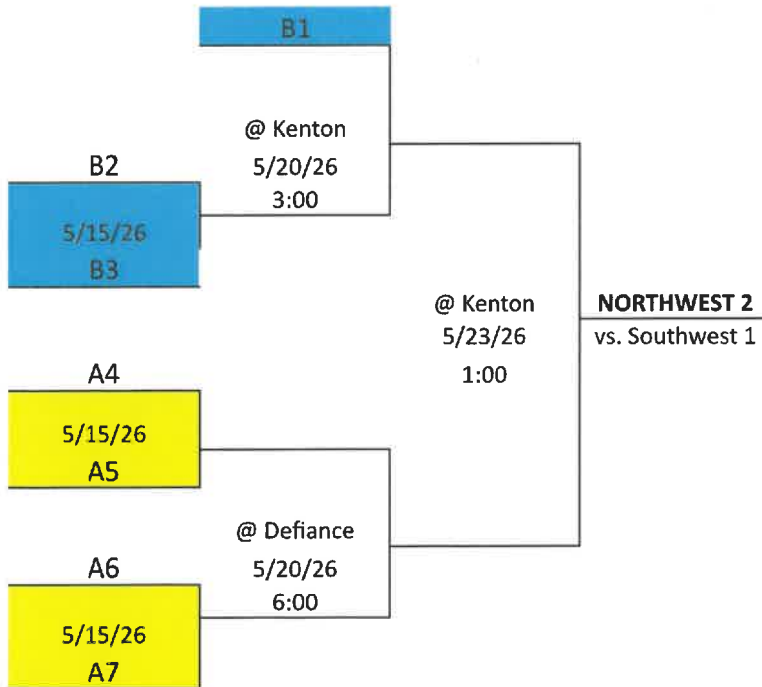 B1
@ Kenton
5/20/26
3:00
B2
5/15/26
B3
@ Kenton
5/23/26
1:00
NORTHWEST 2
vs. Southwest 1
A4
5/15/26
A5
@ Defiance
5/20/26
6:00
A6
5/15/26
A7